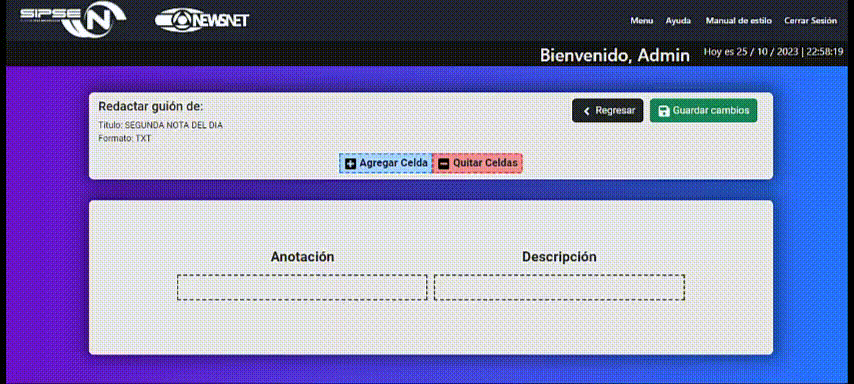 SIPSE N
NEWSNET
Menu Ayuda Manual de estilo Cerrar Sesión
Bienvenido, Admin Hoy es 25 / 10 / 2023 | 22:58:19
Redactar guión de:
Regresar Guardar cambios
Titulo: SEGUNDA NOTA DEL DIA
Formato: TXT
Agregar Celda Quitar Celdas
Anotación Descripción